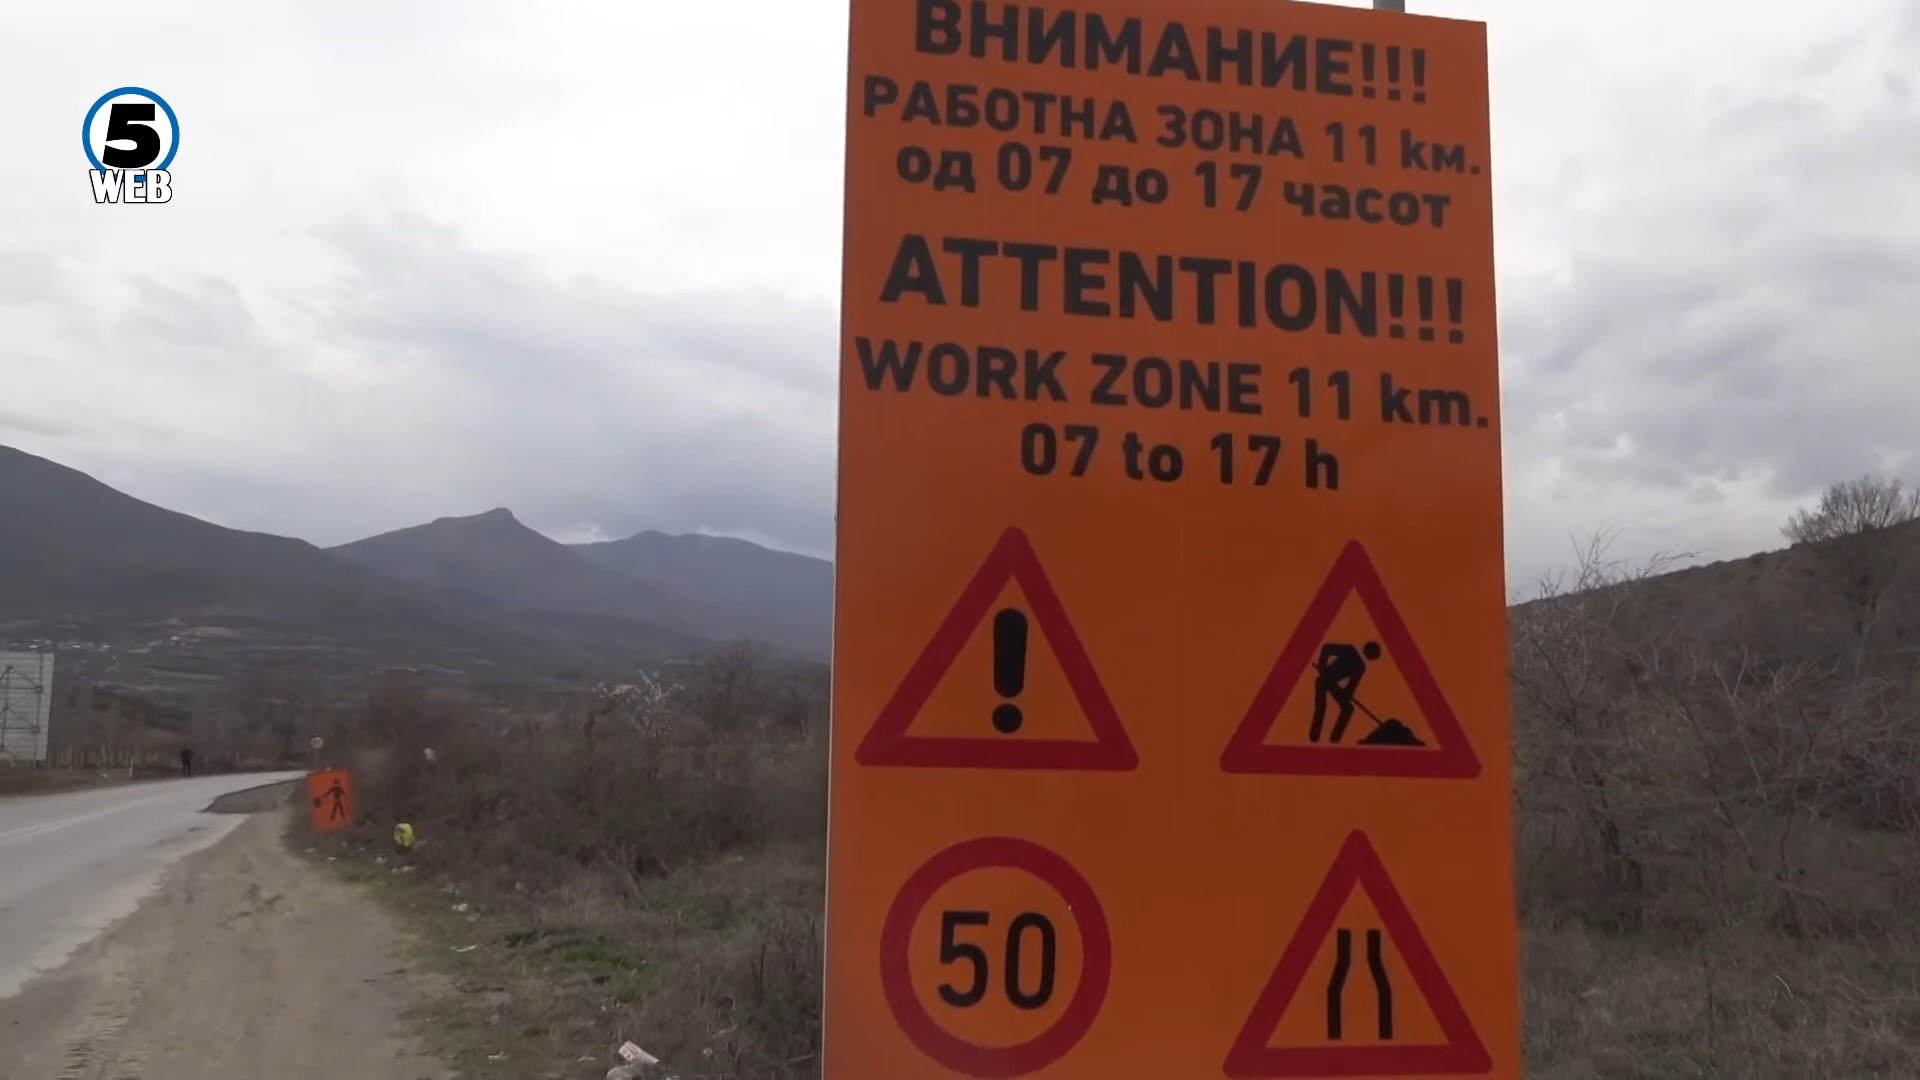 5
WEB
ВНИМАНИЕ!!!
РАБОТНА ЗОНА 11 км.
од 07 до 17 часот
ATTENTION!!!
WORK ZONE 11 km.
07 to 17 h
50